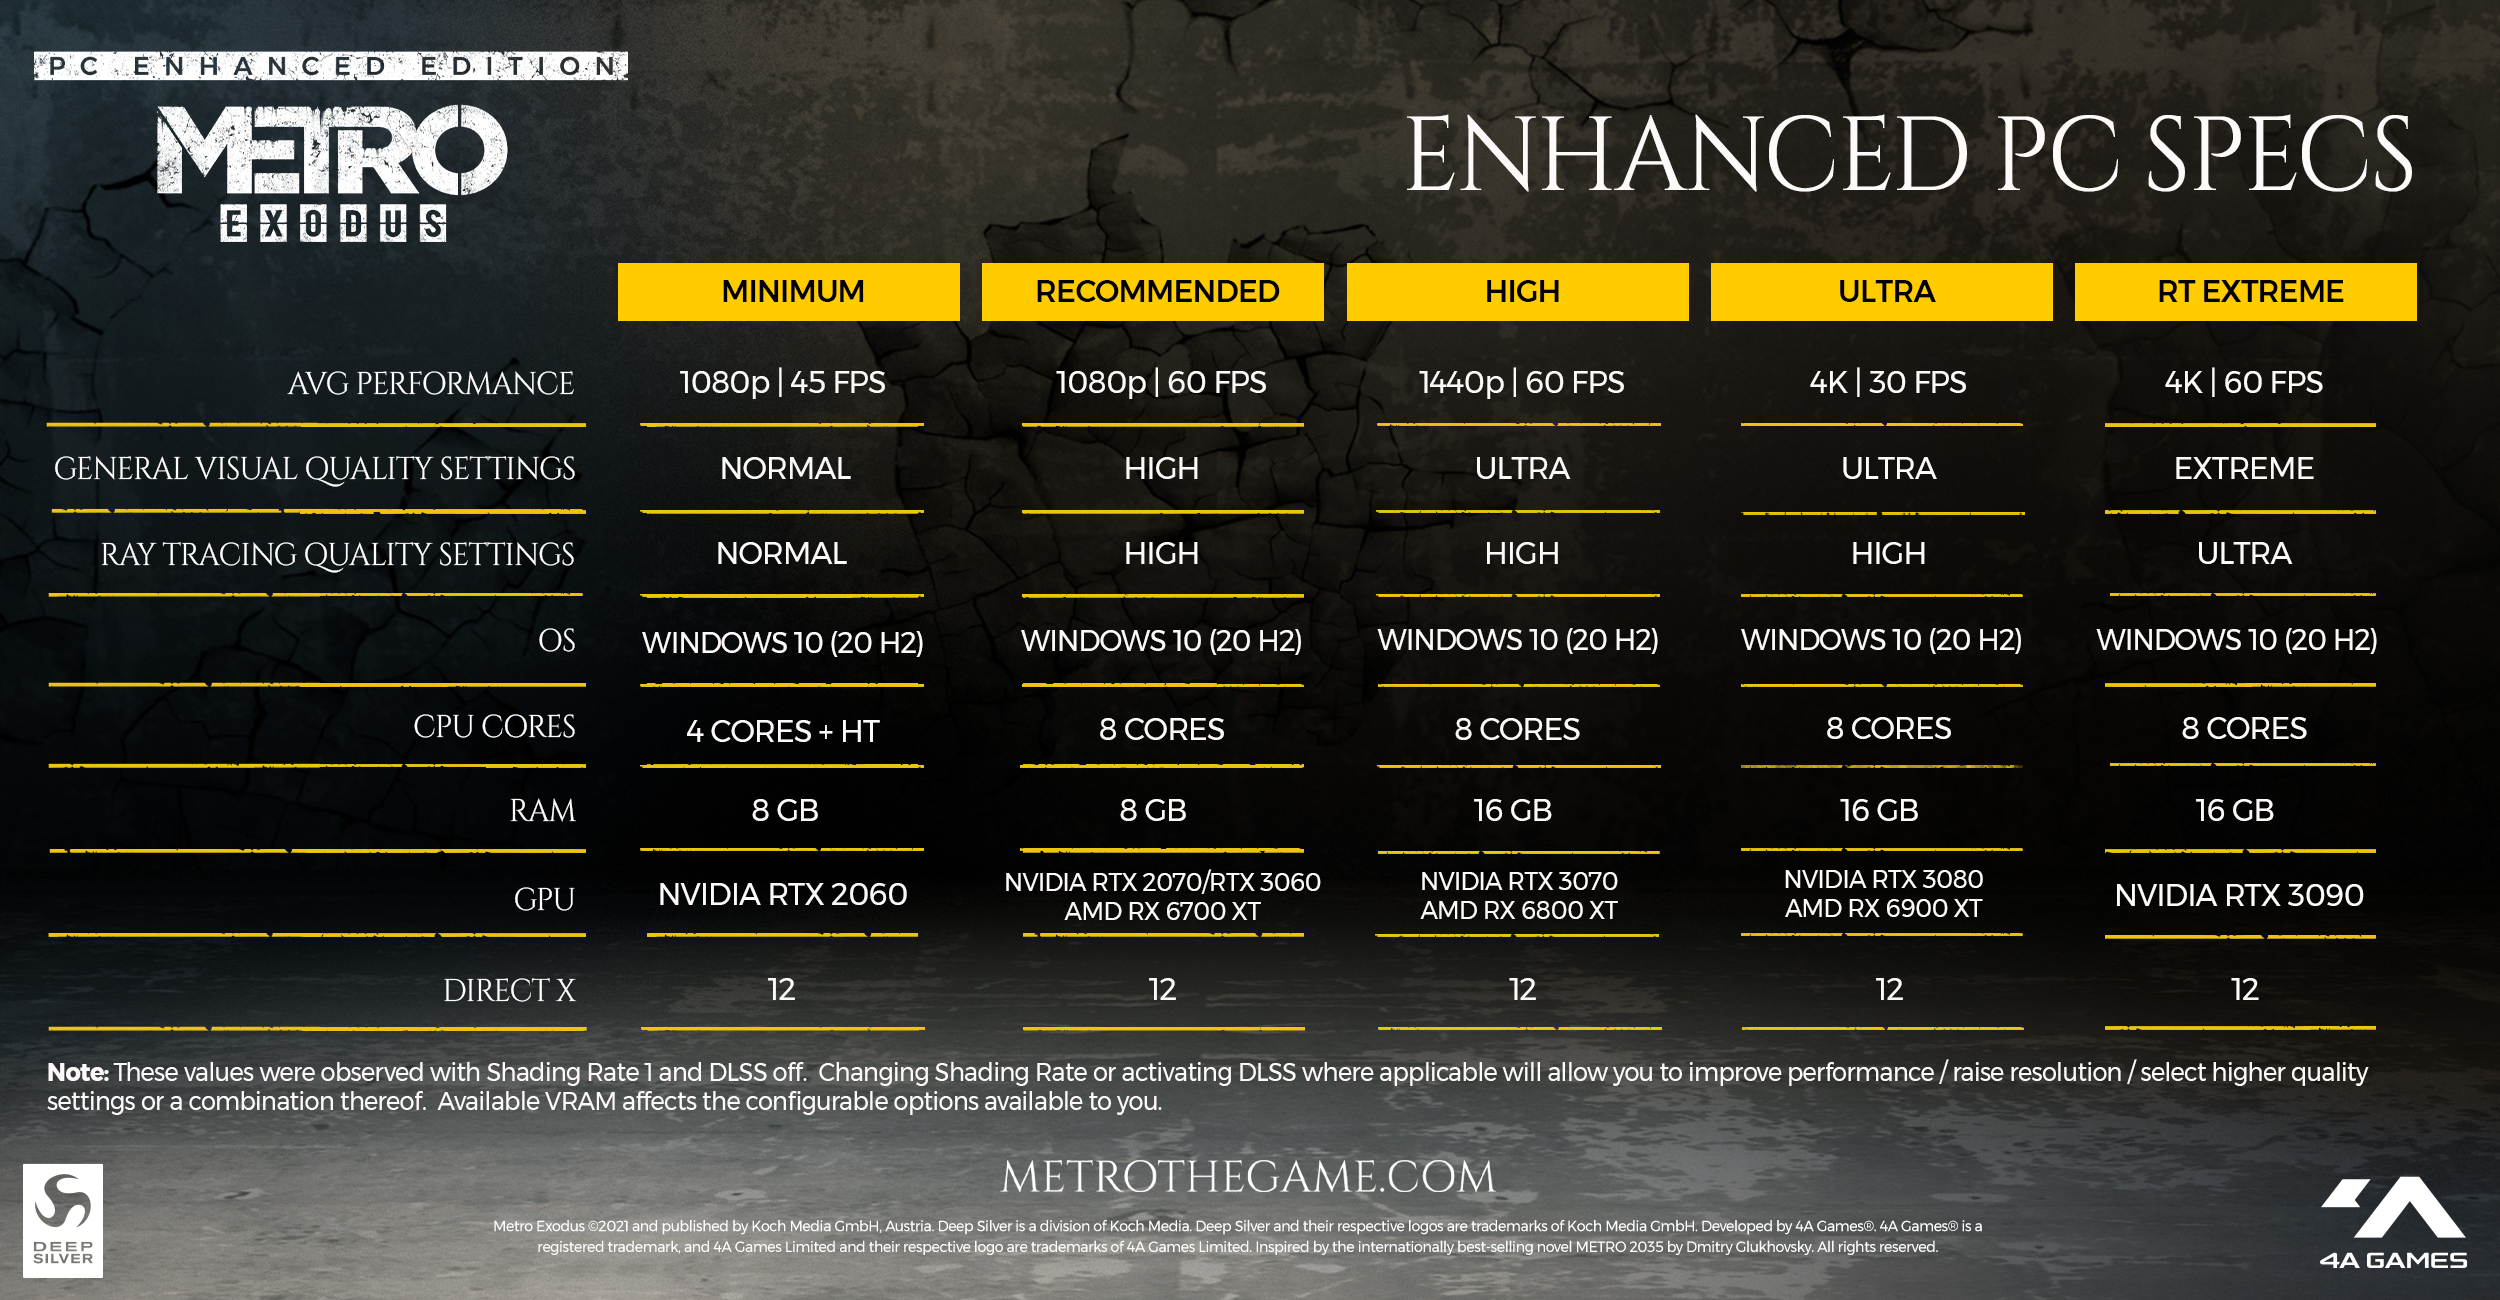 PC ENHANCED EDITION
METRO
EXODUS
ENHANCED PC SPECS
MINIMUM RECOMMENDED HIGH ULTRA RT EXTREME
AVG PERFORMANCE 1080p | 45 FPS 1080p | 60 FPS 1440p | 60 FPS 4K | 30 FPS 4K | 60 FPS
GENERAL VISUAL QUALITY SETTINGS NORMAL HIGH ULTRA ULTRA EXTREME
RAY TRACING QUALITY SETTINGS NORMAL HIGH HIGH HIGH ULTRA
OS WINDOWS 10 (20 H2) WINDOWS 10 (20 H2) WINDOWS 10 (20 H2) WINDOWS 10 (20 H2) WINDOWS 10 (20 H2)
CPU CORES 4 CORES + HT 8 CORES 8 CORES 8 CORES 8 CORES
RAM 8 GB 8 GB 16 GB 16 GB 16 GB
GPU NVIDIA RTX 2060 NVIDIA RTX 2070/RTX 3060 NVIDIA RTX 3070 NVIDIA RTX 3080 NVIDIA RTX 3090
AMD RX 6700 XT AMD RX 6800 XT AMD RX 6900 XT
DIRECT X 12 12 12 12 12
Note: These values were observed with Shading Rate 1 and DLSS off. Changing Shading Rate or activating DLSS where applicable will allow you to improve performance / raise resolution / select higher quality
settings or a combination thereof. Available VRAM affects the configurable options available to you.
METROTHEGAME.COM
Metro Exodus ©2021 and published by Koch Media GmbH, Austria. Deep Silver is a division of Koch Media. Deep Silver and their respective logos are trademarks of Koch Media GmbH. Developed by 4A Games®. 4A Games® is a
registered trademark, and 4A Games Limited and their respective logo are trademarks of 4A Games Limited. Inspired by the internationally best-selling novel METRO 2035 by Dmitry Glukhovsky. All rights reserved.
DEEP
SILVER
4A GAMES